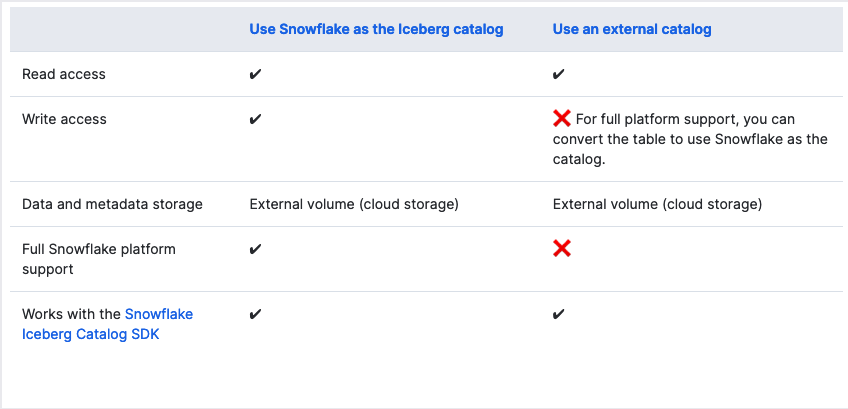 Use Snowflake as the Iceberg catalog Use an external catalog
Read access ✔ ✔
Write access ✔ ❌ For full platform support, you can
convert the table to use Snowflake as the
catalog.
Data and metadata storage External volume (cloud storage) External volume (cloud storage)
Full Snowflake platform ✔ ❌
support
Works with the Snowflake ✔ ✔
Iceberg Catalog SDK